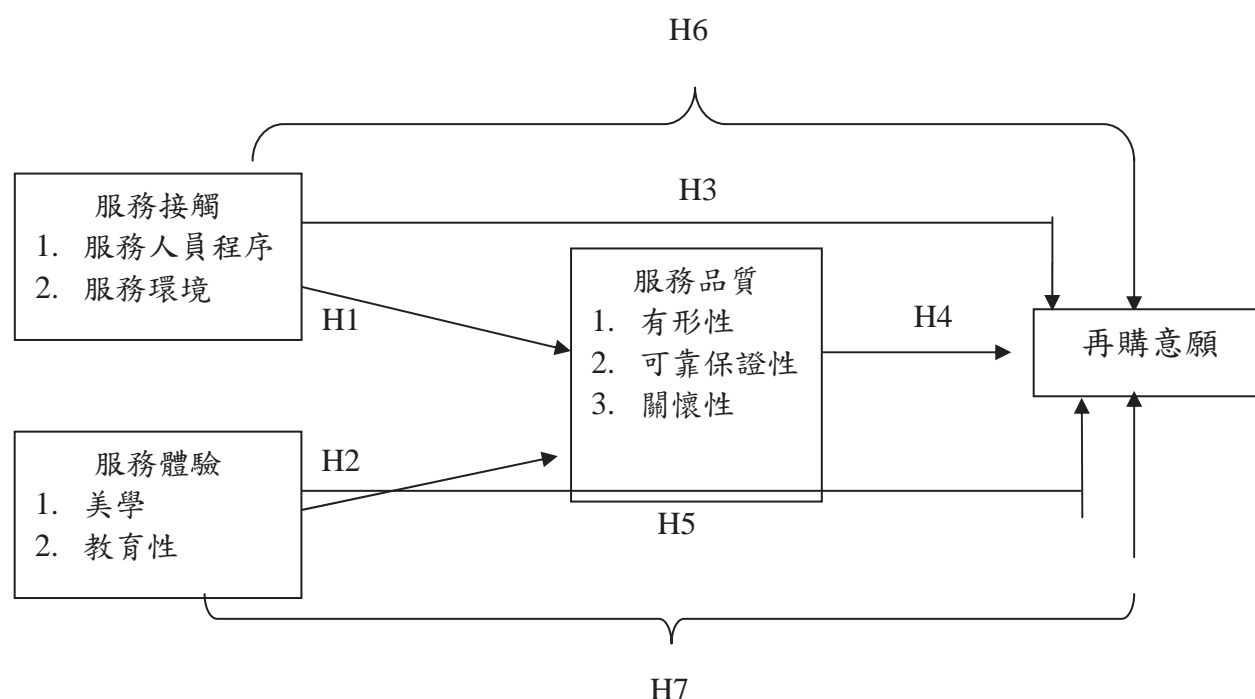 H6
H3
服務接觸
1. 服務人員程序
2. 服務環境
H1
服務品質
1. 有形性
2. 可靠保證性
3. 關懷性
H4
再購意願
服務體驗
1. 美學
2. 教育性
H2
H5
H7